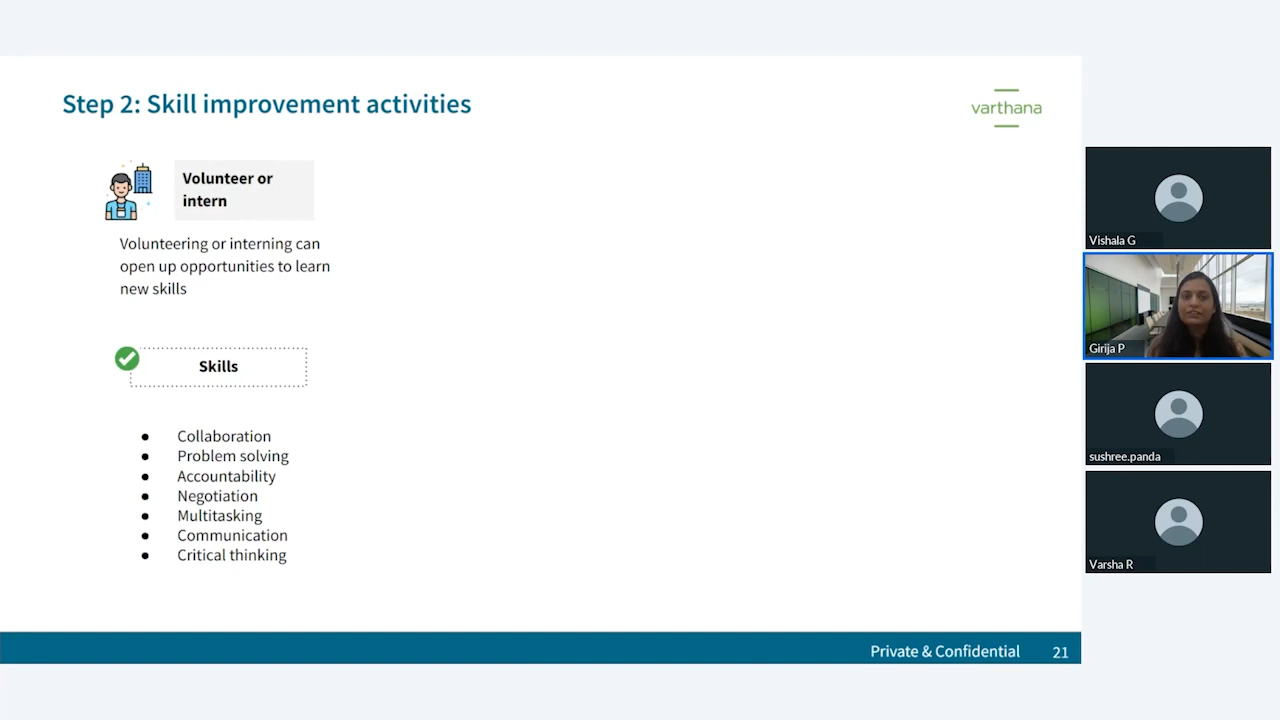 Step 2: Skill improvement activities
varthana
Volunteer or
intern
Volunteering or interning can
open up opportunities to learn
new skills
Skills
● Collaboration
● Problem solving
● Accountability
● Negotiation
● Multitasking
● Communication
● Critical thinking
Private & Confidential 21
Vishala G
Girija P
sushree.panda
Varsha R